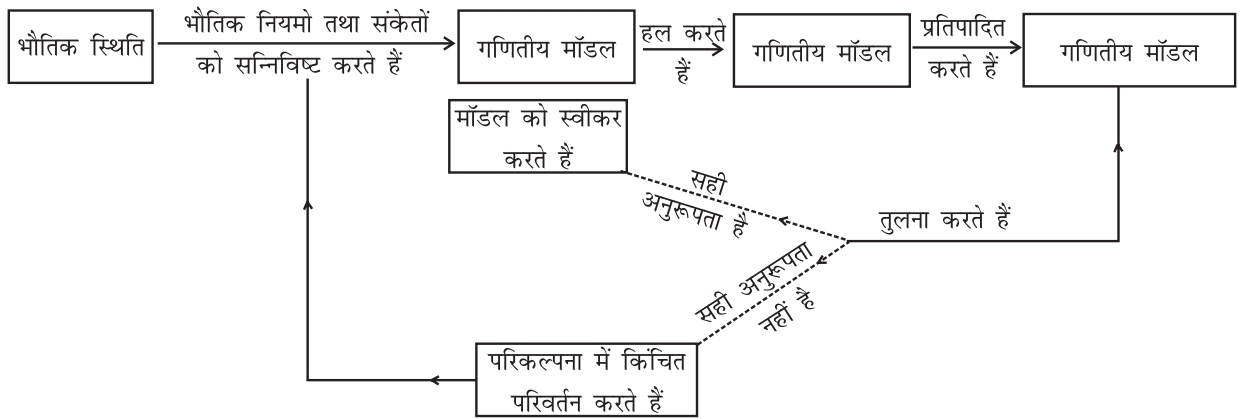 भौतिक स्थिति
भौतिक नियमो तथा संकेतों
को सन्निविष्ट करते हैं
गणितीय मॉडल
हल करते
हैं
गणितीय मॉडल
प्रतिपादित
करते हैं
गणितीय मॉडल
मॉडल को स्वीकर
करते हैं
सही
अनुरूपता है
तुलना करते हैं
सही अनुरूपता
नहीं है
परिकल्पना में किंचित
परिवर्तन करते हैं